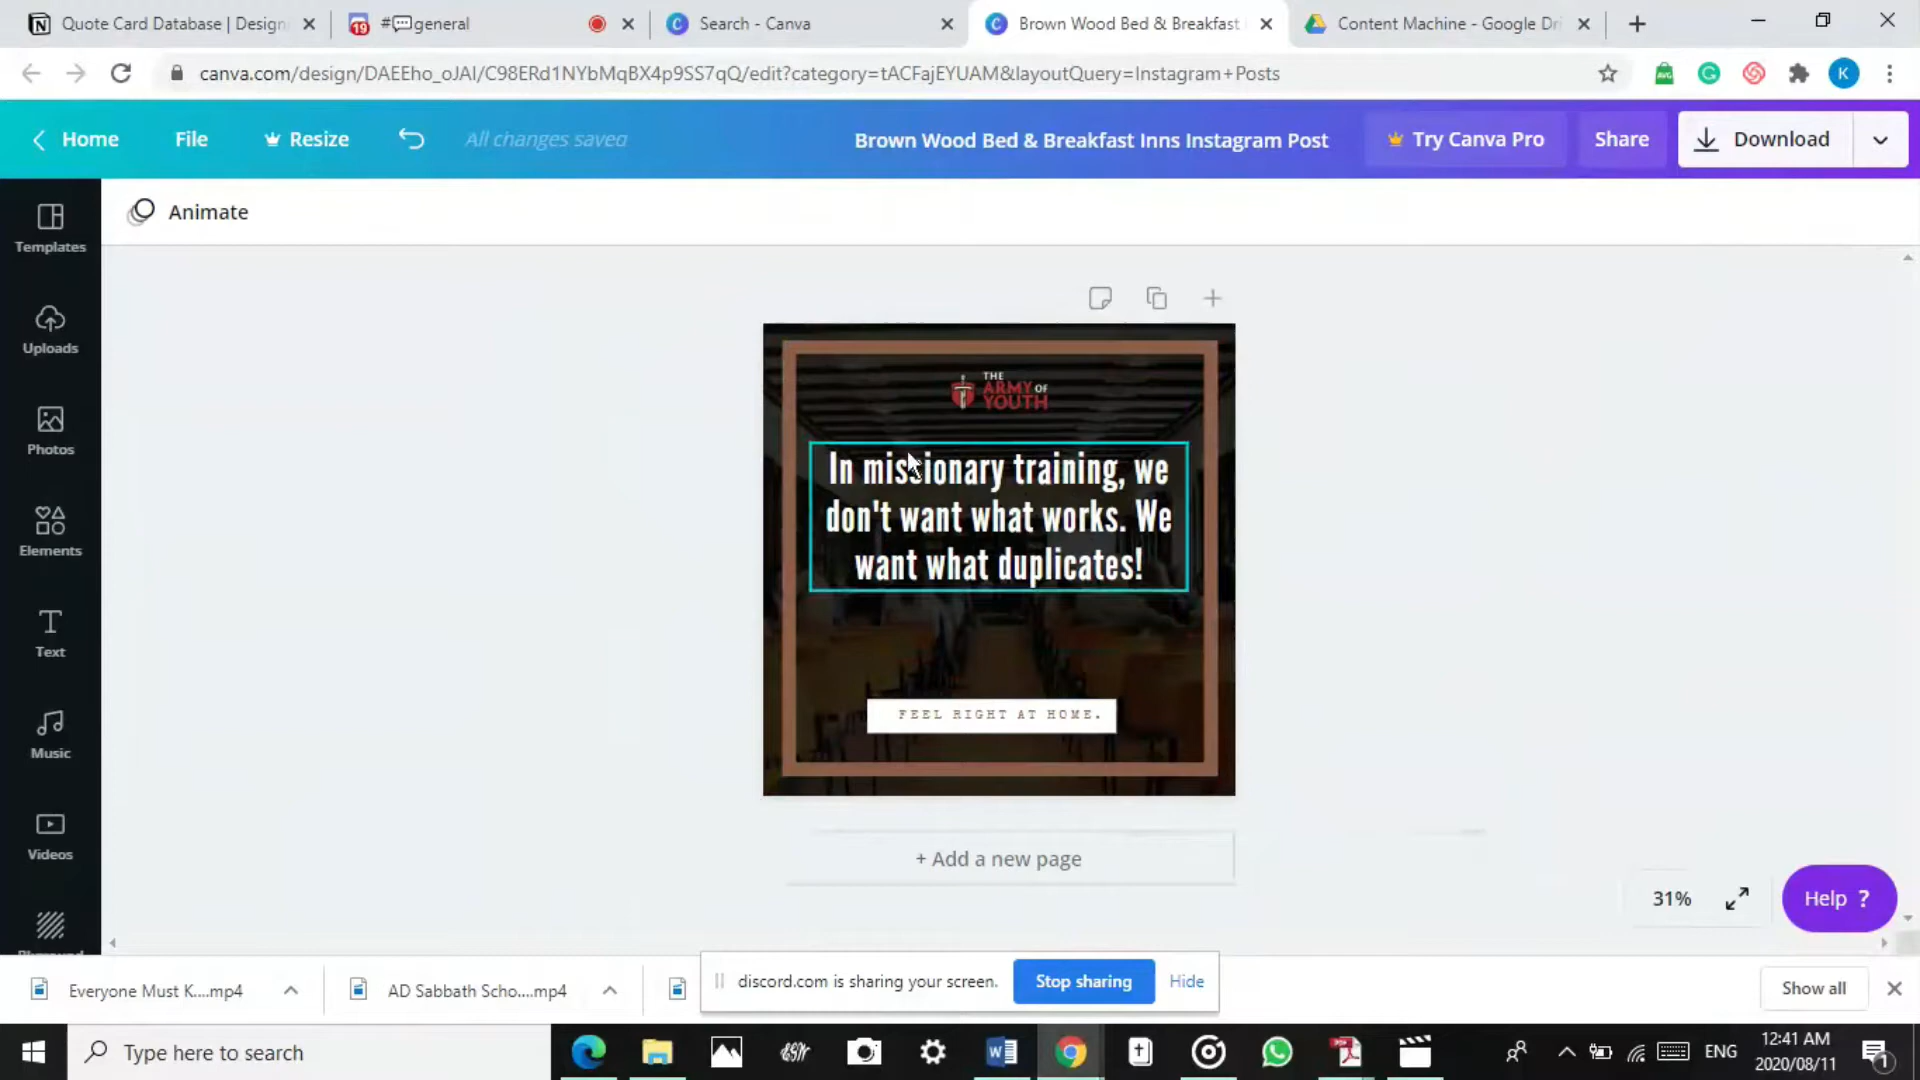 Quote Card Database | Design
19
#general
Search - Canva
Brown Wood Bed & Breakfast
Content Machine - Google Dri
canva.com/design/DAEEho_oJAI/C98ERd1NYbMqBX4p9SS7qQ/edit?category=tACFajEYUAM&layoutQuery=Instagram+Posts
K
Home
File
Resize
All changes saved
Brown Wood Bed & Breakfast Inns Instagram Post
Try Canva Pro
Share
Download
Animate
Templates
Uploads
Photos
Elements
Text
Music
Videos
THE
ARMY OF
YOUTH
In missionary training, we
don't want what works. We
want what duplicates!
FEEL RIGHT AT HOME.
+ Add a new page
31%
Help ?
Everyone Must K....mp4
AD Sabbath Scho....mp4
discord.com is sharing your screen.
Stop sharing
Hide
Show all
Type here to search
ENG
12:41 AM
2020/08/11
1